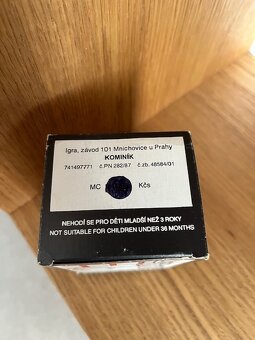 Igra, závod 101 Mnichovice u Prahy
KOMINÍK
741497771 č.PN 282/87 č.zb. 48584/01
MC Kčs
NEHODÍ SE PRO DĚTI MLADŠÍ NEŽ 3 ROKY
NOT SUITABLE FOR CHILDREN UNDER 36 MONTHS